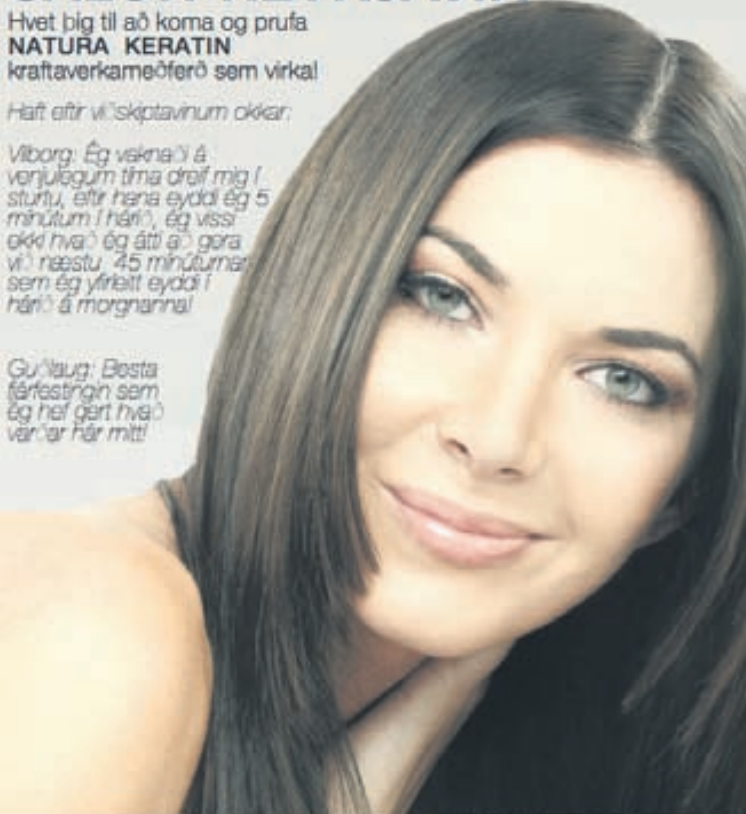 Hvet þig til að koma og prufa
NATURA KERATIN
kraftaverkameðferð sem virka!
Haft eftir viðskiptavinum okkar:
Vilborg: Ég vaknaði á
venjulegum tíma dreif mig í
sturtu, eftir hana eyddi ég 5
mínútum í hárið, ég vissi
ekki hvað ég átti að gera
við næstu 45 mínúturnar
sem ég yfirleitt eyddi í
hárið á morgnanna!
Guðlaug: Besta
fjárfestingin sem
ég hef gert hvað
varðar hár mitt!